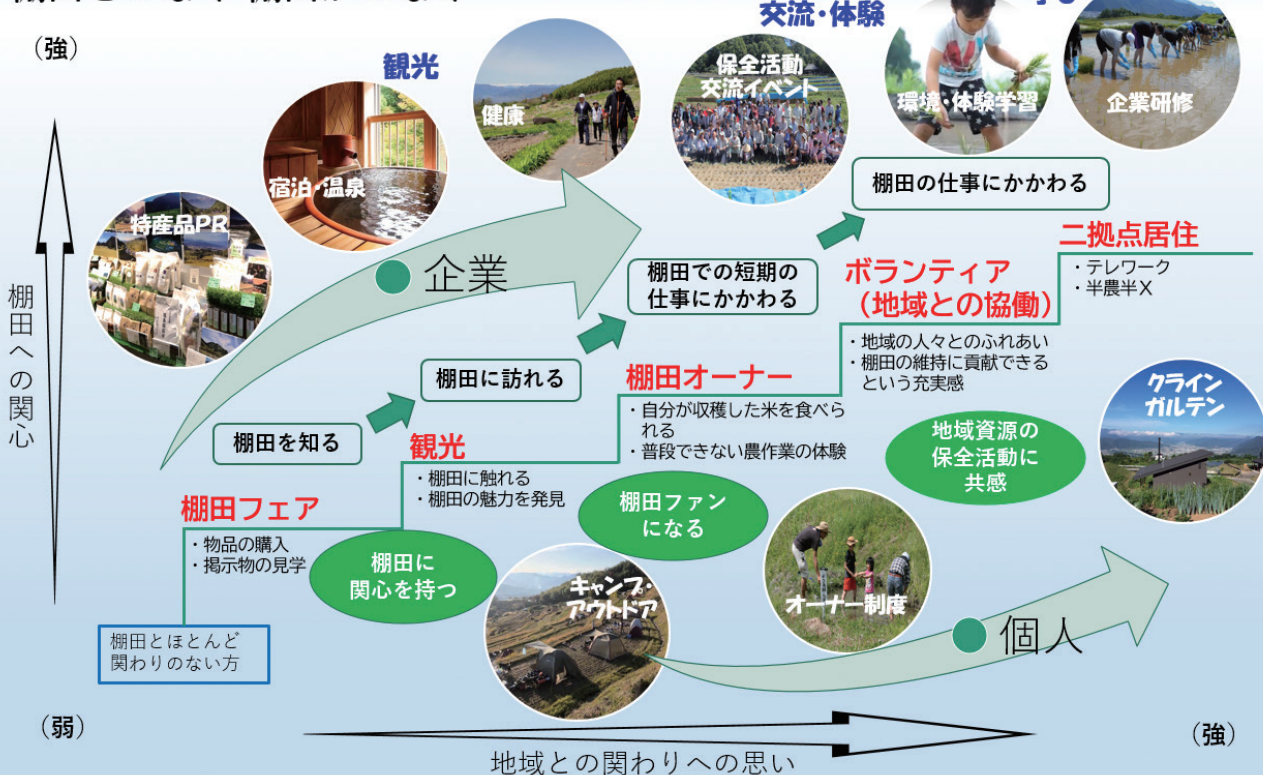 交流・体験
（強）
観光
健康
保全活動
交流イベント
環境・体験学習
企業研修
宿泊・温泉
特産品PR
棚田の仕事にかかわる
企業
棚田での短期の
仕事にかかわる
ボランティア
（地域との協働）
・地域の人々とのふれあい
・棚田の維持に貢献できる
という充実感
二拠点居住
・テレワーク
・半農半X
棚田への関心
棚田に訪れる
棚田を知る
棚田オーナー
・自分が収穫した米を食べら
れる
・普段できない農作業の体験
クライン
ガルテン
観光
・棚田に触れる
・棚田の魅力を発見
地域資源の
保全活動に
共感
棚田フェア
・物品の購入
・掲示物の見学
棚田ファン
になる
棚田に
関心を持つ
キャンプ・
アウトドア
オーナー制度
個人
棚田とほとんど
関わりのない方
（弱）
（強）
地域との関わりへの思い